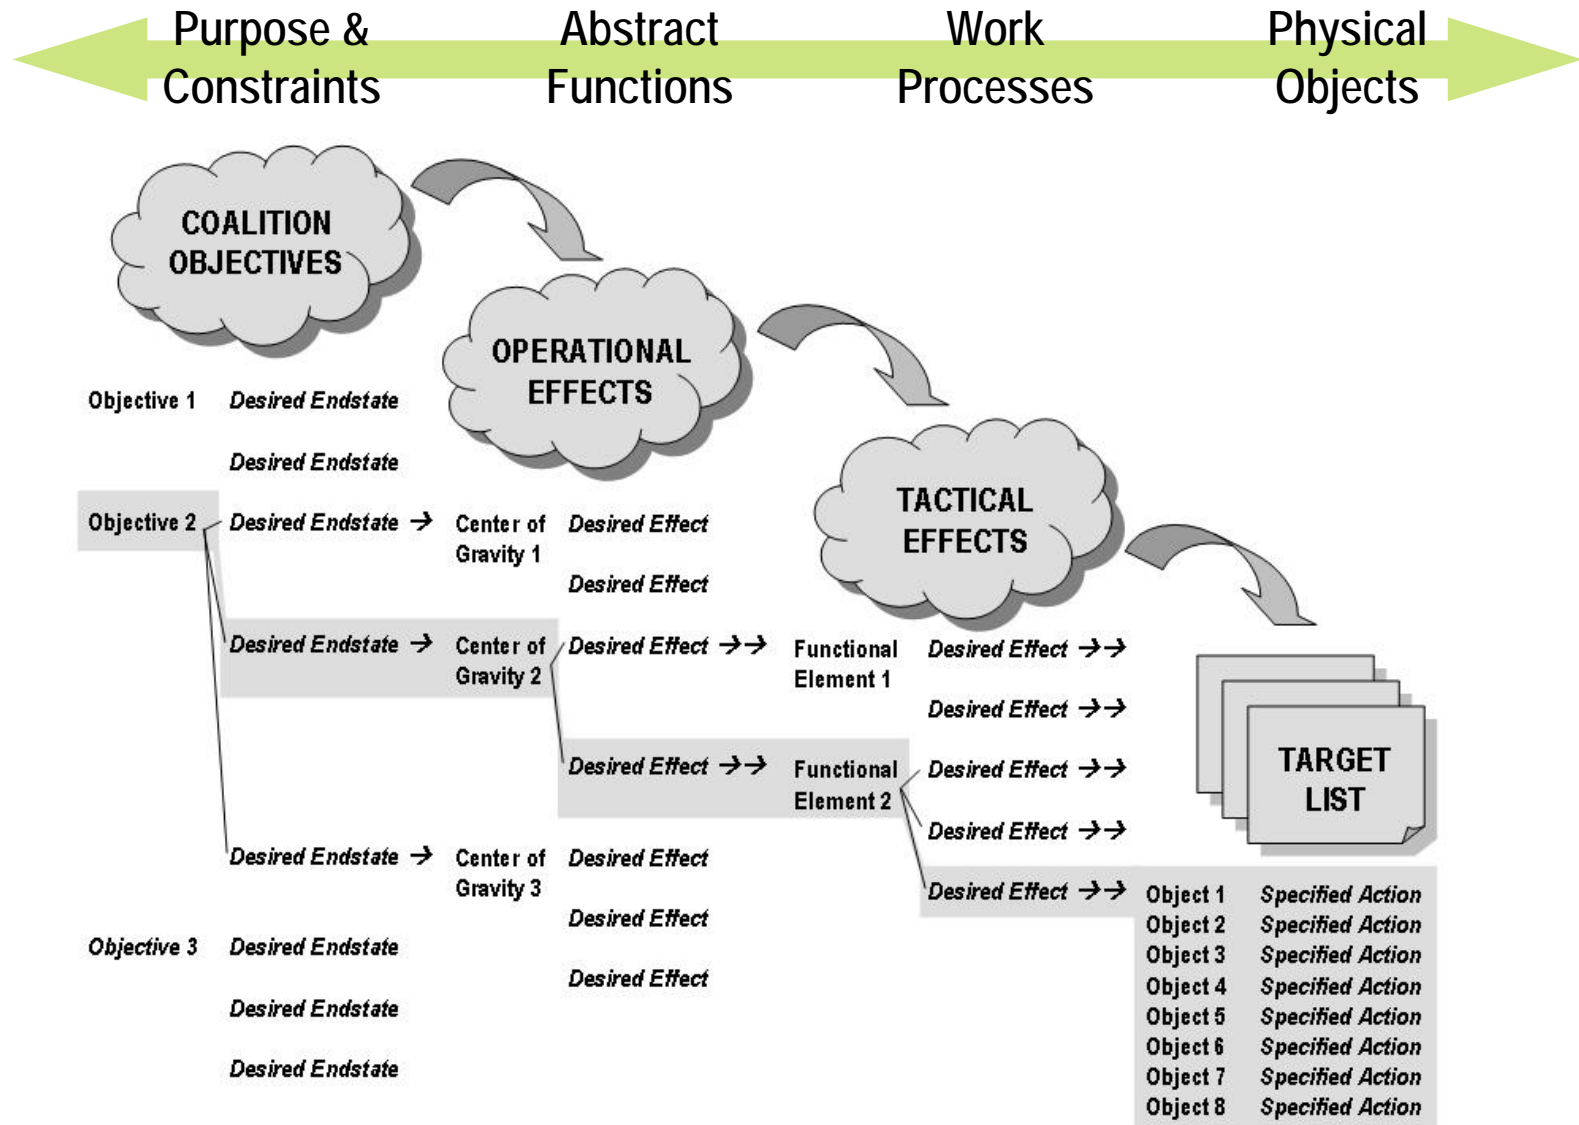 Purpose & Constraints
Abstract Functions
Work Processes
Physical Objects
COALITION
OBJECTIVES
OPERATIONAL
EFFECTS
TACTICAL
EFFECTS
TARGET
LIST
Objective 1 Desired Endstate
Desired Endstate
Objective 2 Desired Endstate → Center of Gravity 1 Desired Effect
Desired Effect
Desired Endstate → Center of Gravity 2 Desired Effect →→ Functional Element 1 Desired Effect →→
Desired Effect →→
Desired Effect →→ Functional Element 2 Desired Effect →→
Desired Effect →→
Desired Endstate → Center of Gravity 3 Desired Effect
Desired Effect →→ Object 1 Specified Action
Desired Effect
Object 2 Specified Action
Objective 3 Desired Endstate
Object 3 Specified Action
Desired Effect
Object 4 Specified Action
Desired Endstate
Object 5 Specified Action
Object 6 Specified Action
Desired Endstate
Object 7 Specified Action
Object 8 Specified Action